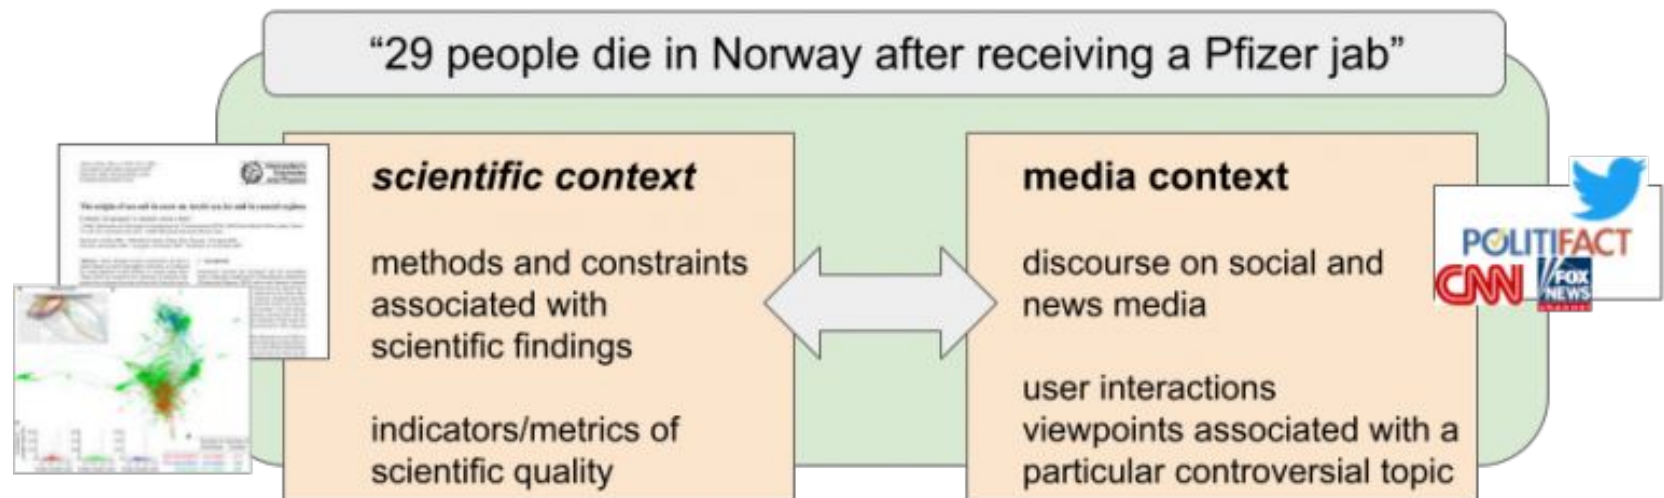 “29 people die in Norway after receiving a Pfizer jab”
scientific context
methods and constraints
associated with
scientific findings
indicators/metrics of
scientific quality
media context
discourse on social and
news media
user interactions
viewpoints associated with a
particular controversial topic
POLITIFACT
CNN
FOX
NEWS
channel